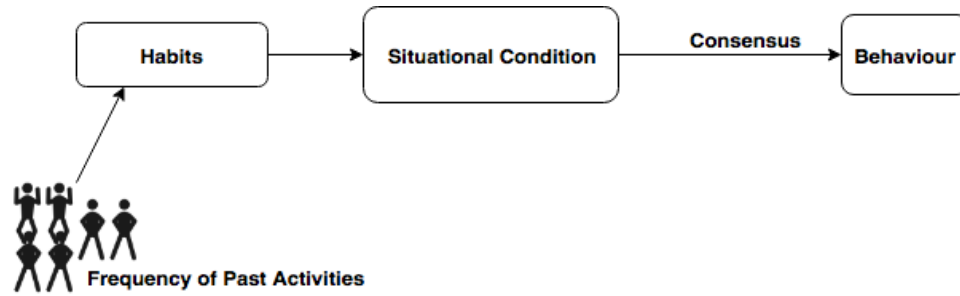 Habits
Situational Condition
Consensus
Behaviour
Frequency of Past Activities